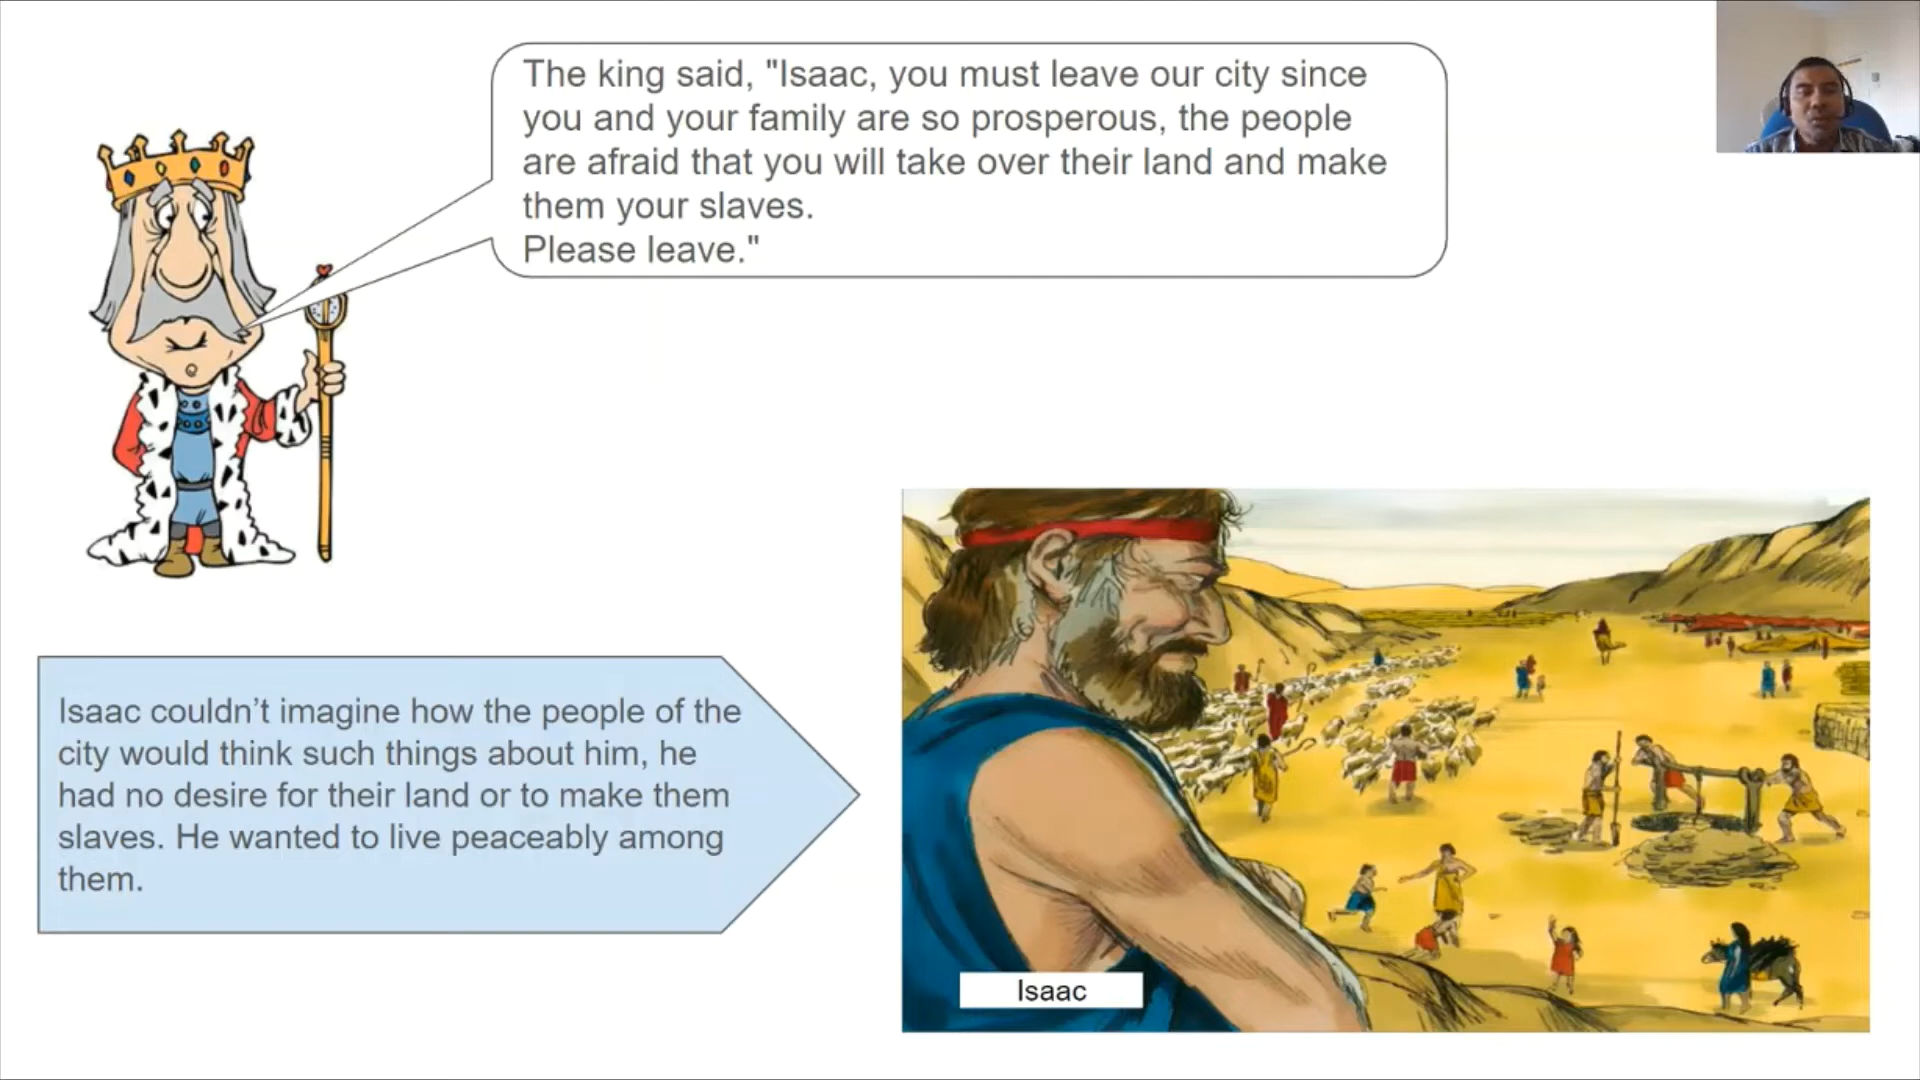 The king said, "Isaac, you must leave our city since
you and your family are so prosperous, the people
are afraid that you will take over their land and make
them your slaves.
Please leave."
Isaac couldn’t imagine how the people of the
city would think such things about him, he
had no desire for their land or to make them
slaves. He wanted to live peaceably among
them.
Isaac